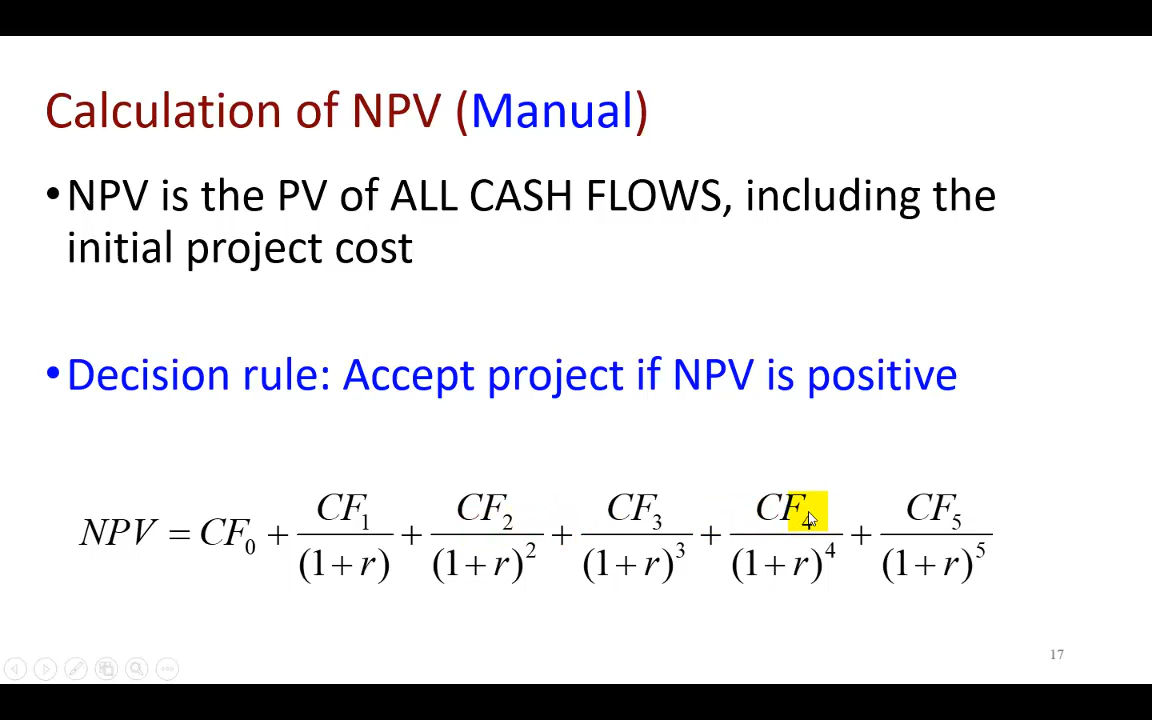 Calculation of NPV (Manual)
•NPV is the PV of ALL CASH FLOWS, including the
initial project cost
•Decision rule: Accept project if NPV is positive
NPV = CF₀ + CF₁/(1+r) + CF₂/(1+r)² + CF₃/(1+r)³ + CF₄/(1+r)⁴ + CF₅/(1+r)⁵
17